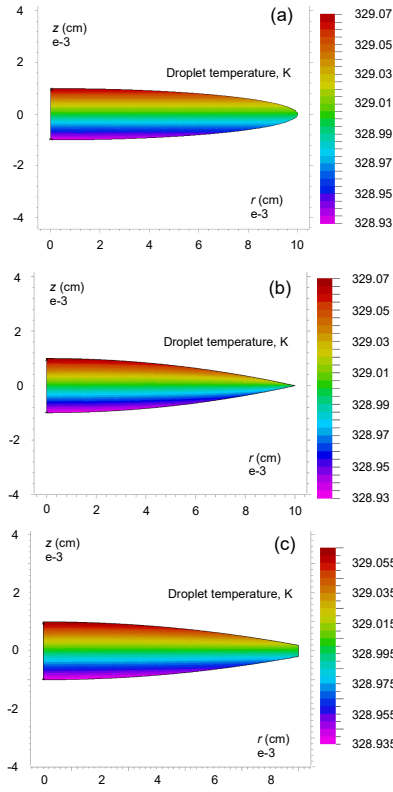 (a)
4
z (cm)
e-3
2
Droplet temperature, K
0
-2
r (cm)
e-3
-4
0 2 4 6 8 10
329.07
329.05
329.03
329.01
328.99
328.97
328.95
328.93
(b)
4
z (cm)
e-3
2
Droplet temperature, K
0
-2
r (cm)
e-3
-4
0 2 4 6 8 10
329.07
329.05
329.03
329.01
328.99
328.97
328.95
328.93
(c)
4
z (cm)
e-3
2
Droplet temperature, K
0
-2
r (cm)
e-3
-4
0 2 4 6 8
329.055
329.035
329.015
328.995
328.975
328.955
328.935